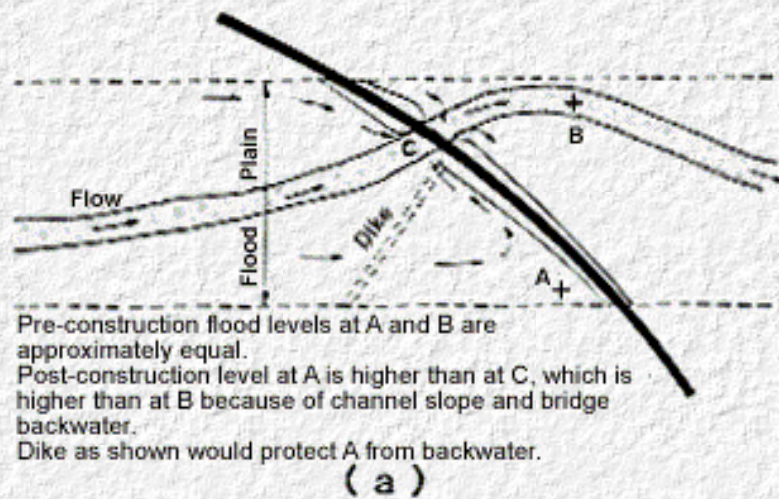 C
B
Plain
Flow
Dike
Flood
A
Pre-construction flood levels at A and B are
approximately equal.
Post-construction level at A is higher than at C, which is
higher than at B because of channel slope and bridge
backwater.
Dike as shown would protect A from backwater.
( a )